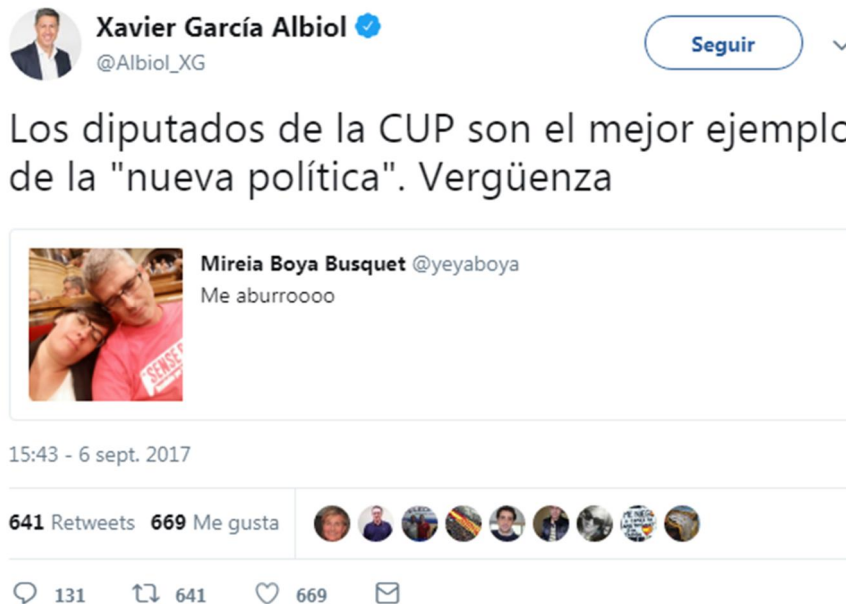 Xavier García Albiol
@Albiol_XG
Seguir
Los diputados de la CUP son el mejor ejemplo
de la "nueva política". Vergüenza
Mireia Boya Busquet @yeyaboya
Me aburroooo
SENSE
15:43 - 6 sept. 2017
641 Retweets 669 Me gusta
131 641 669